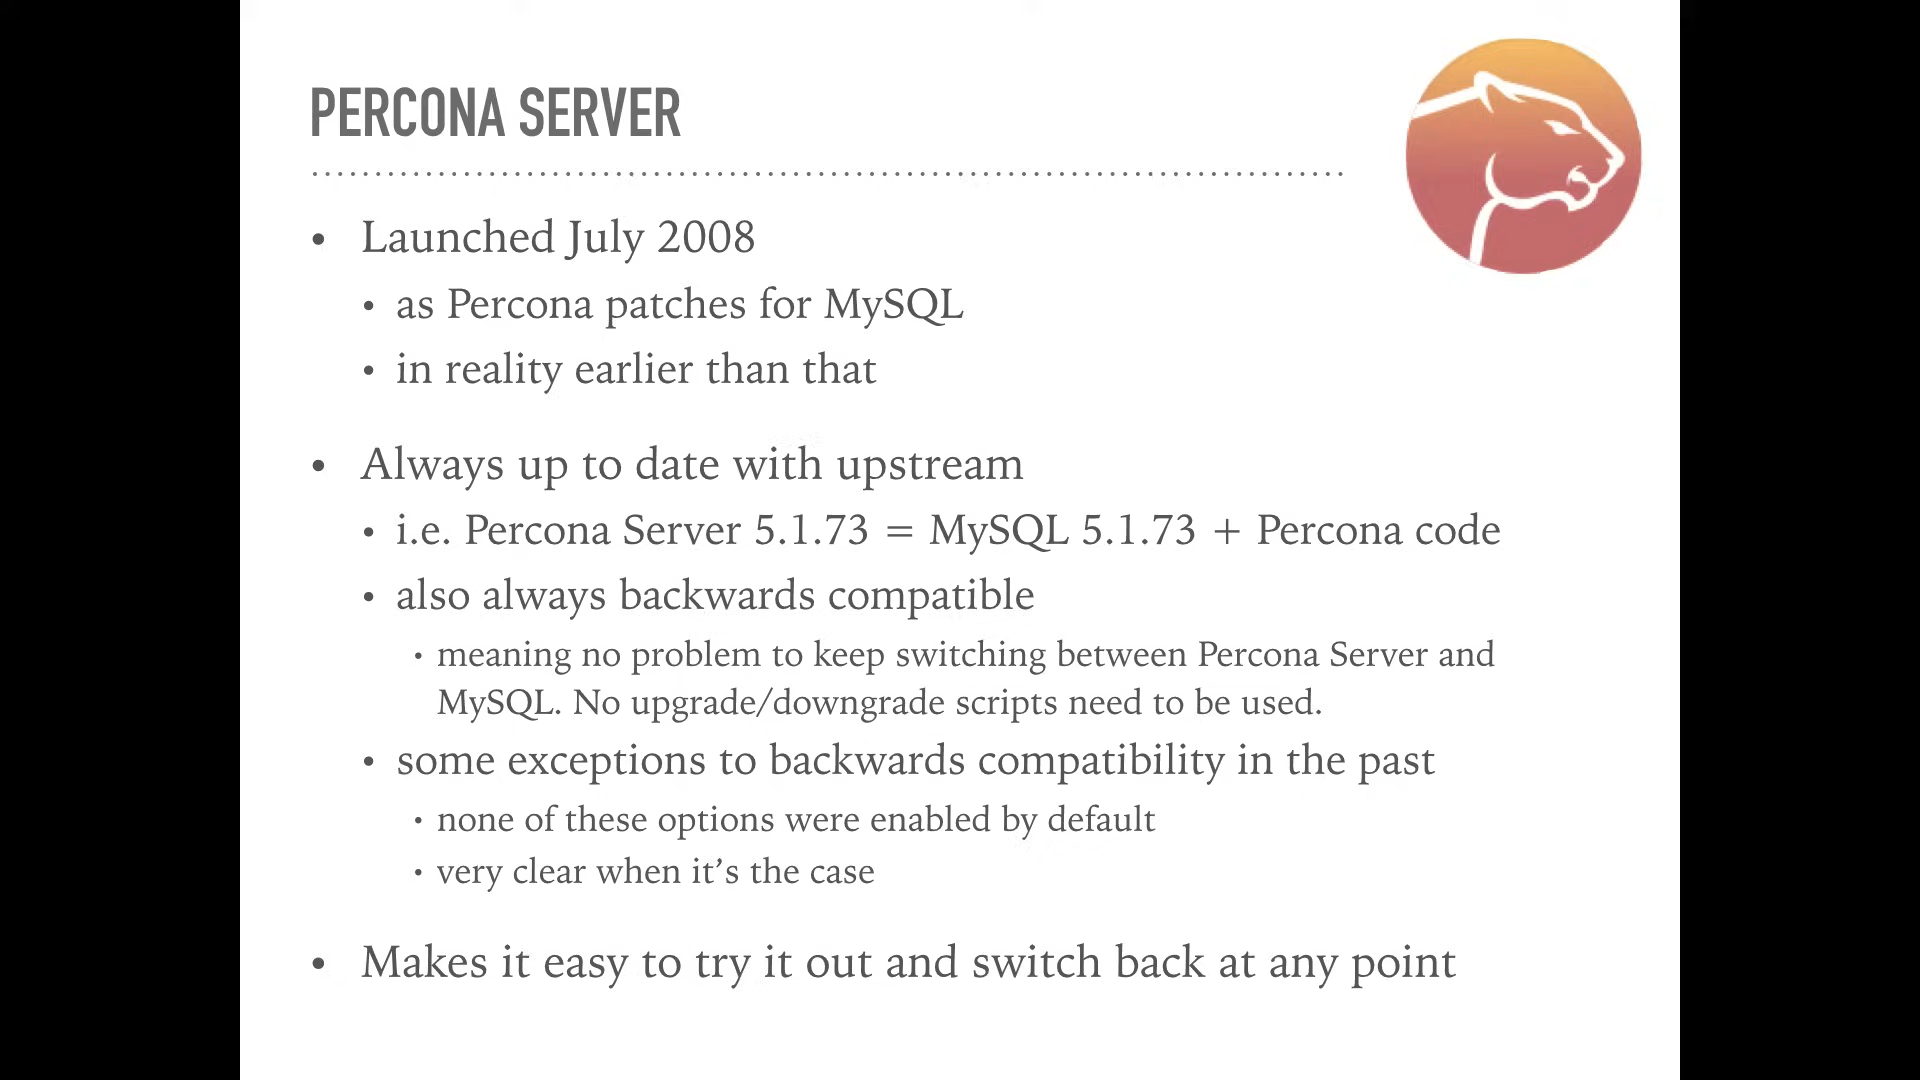 PERCONA SERVER
• Launched July 2008
• as Percona patches for MySQL
• in reality earlier than that
• Always up to date with upstream
• i.e. Percona Server 5.1.73 = MySQL 5.1.73 + Percona code
• also always backwards compatible
• meaning no problem to keep switching between Percona Server and
MySQL. No upgrade/downgrade scripts need to be used.
• some exceptions to backwards compatibility in the past
• none of these options were enabled by default
• very clear when it’s the case
• Makes it easy to try it out and switch back at any point